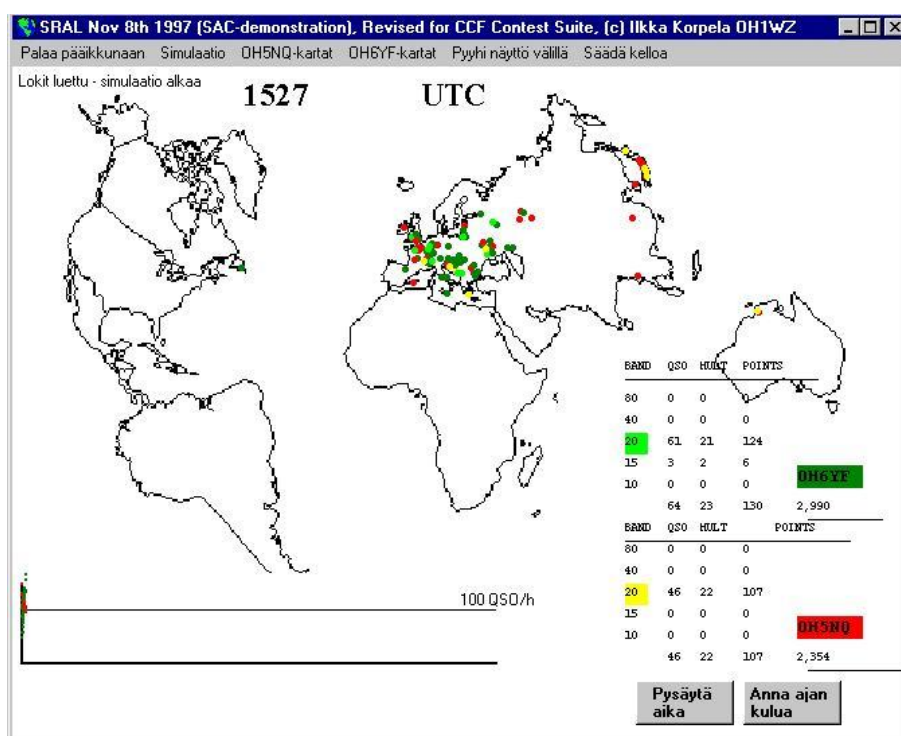 SRAL Nov 8th 1997 (SAC-demonstration), Revised for CCF Contest Suite, (c) Ilkka Korpela OH1WZ
Palaa pääikkunaan Simulaatio OH5NQ-kartat OH6YF-kartat Pyyhi näyttö välillä Säädä kelloa
Lokit luettu - simulaatio alkaa
1527 UTC
BAND QSO MULT POINTS
80 0 0
40 0 0 0
20 61 21 124
15 3 2 6
10 0 0 0
OH6YF
64 23 130 2,990
BAND QSO MULT POINTS
80 0 0 0
40 0 0 0
20 46 22 107
15 0 0 0
10 0 0 0
OH5NQ
46 22 107 2,354
100 QSO/h
Pysäytä
aika
Anna ajan
kulua